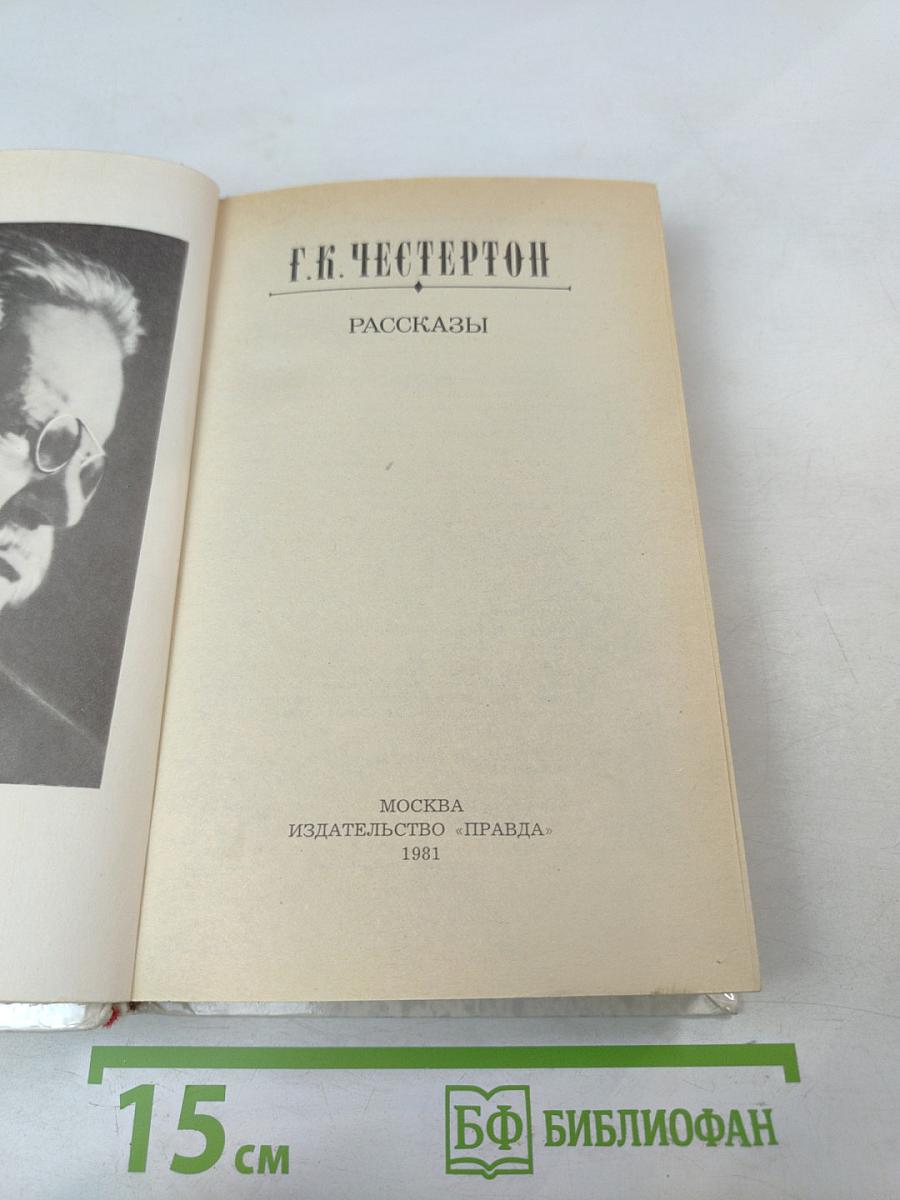 Г.К. ЧЕСТЕРТОН
РАССКАЗЫ
МОСКВА
ИЗДАТЕЛЬСТВО «ПРАВДА»
1981
15 см
БФ БИБЛИОФАН